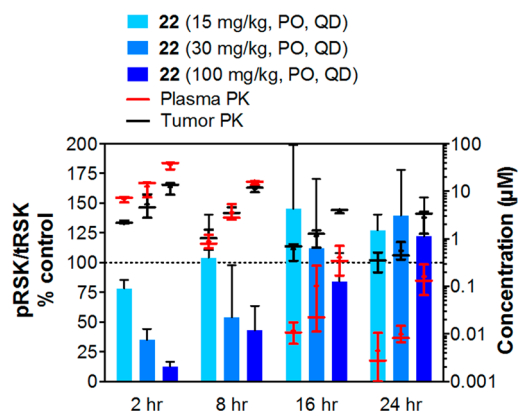 22 (15 mg/kg, PO, QD)
22 (30 mg/kg, PO, QD)
22 (100 mg/kg, PO, QD)
Plasma PK
Tumor PK
pRSK/tRSK
% control
200
175
150
125
100
75
50
25
0
100
10
1
0.1
0.01
0.001
Concentration (µM)
2 hr
8 hr
16 hr
24 hr